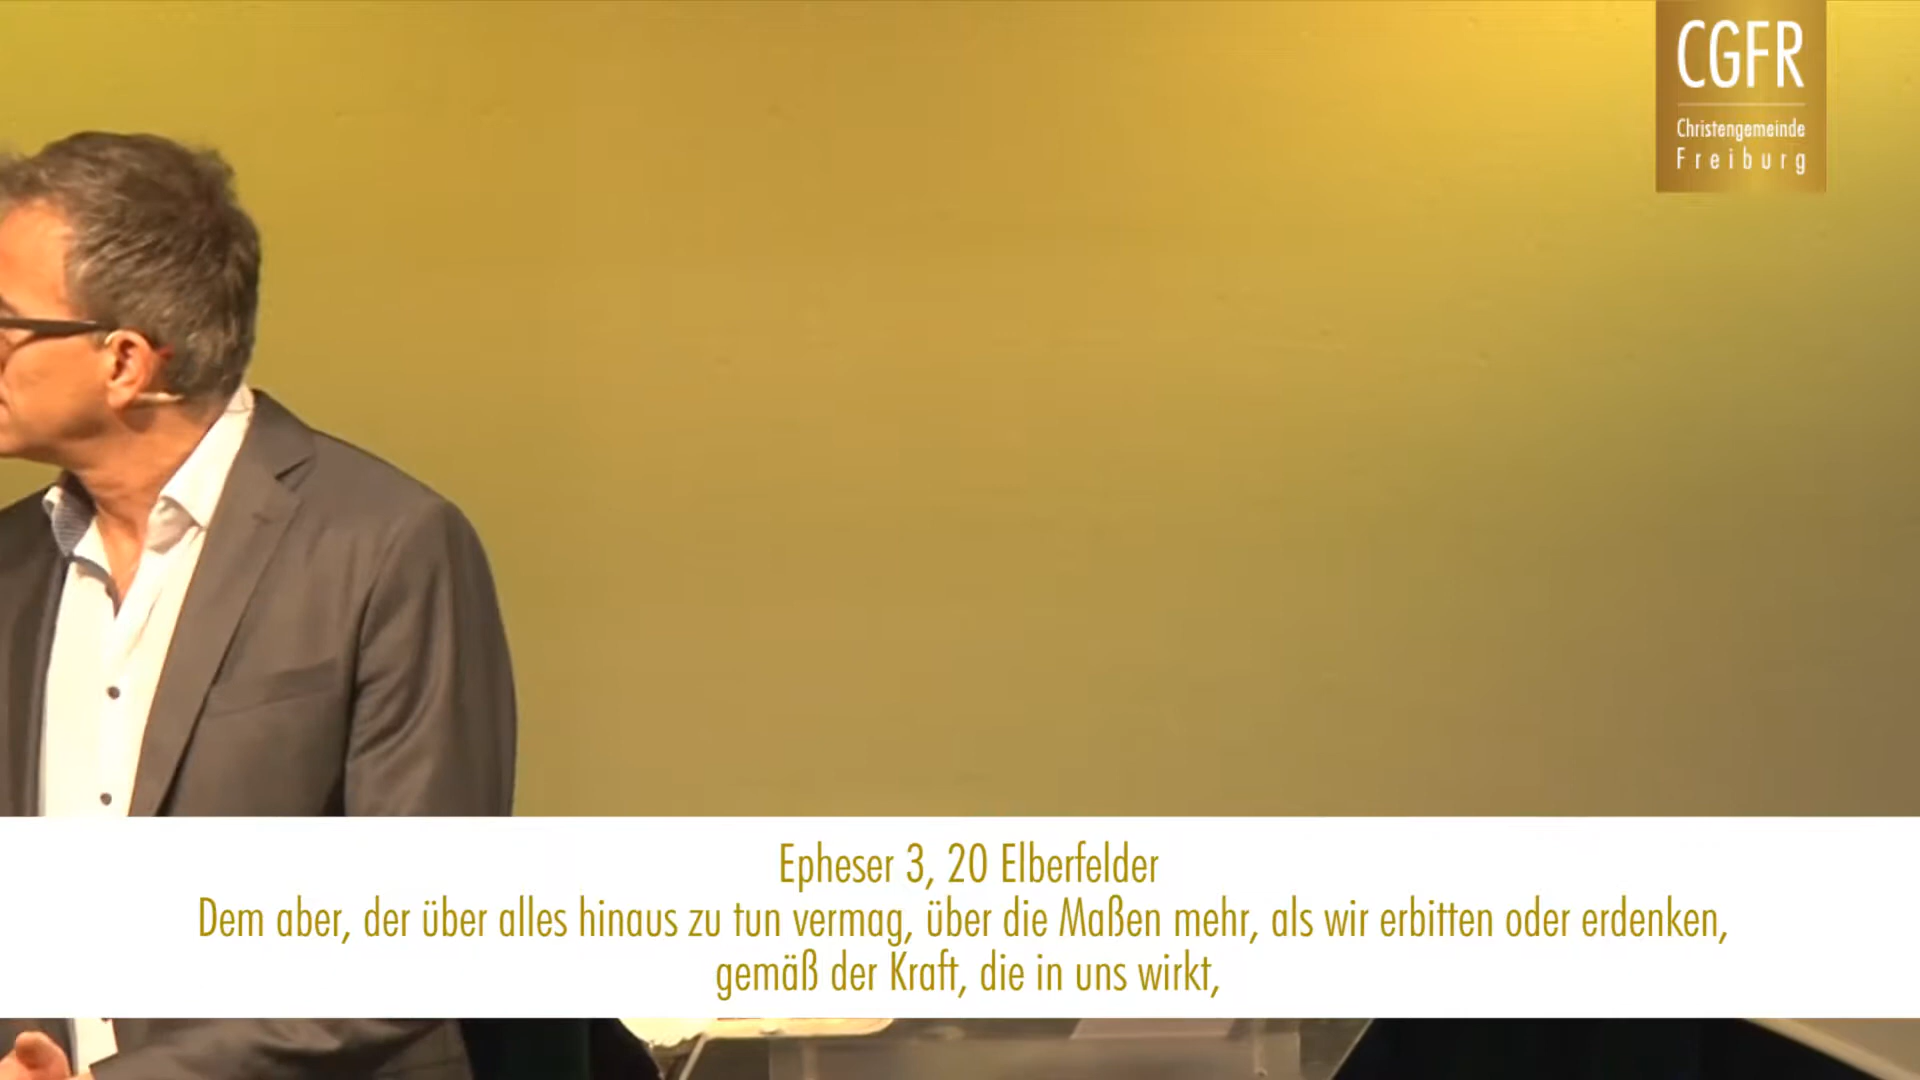 CGFR
Christengemeinde
Freiburg
Epheser 3, 20 Elberfelder
Dem aber, der über alles hinaus zu tun vermag, über die Maßen mehr, als wir erbitten oder erdenken,
gemäß der Kraft, die in uns wirkt,